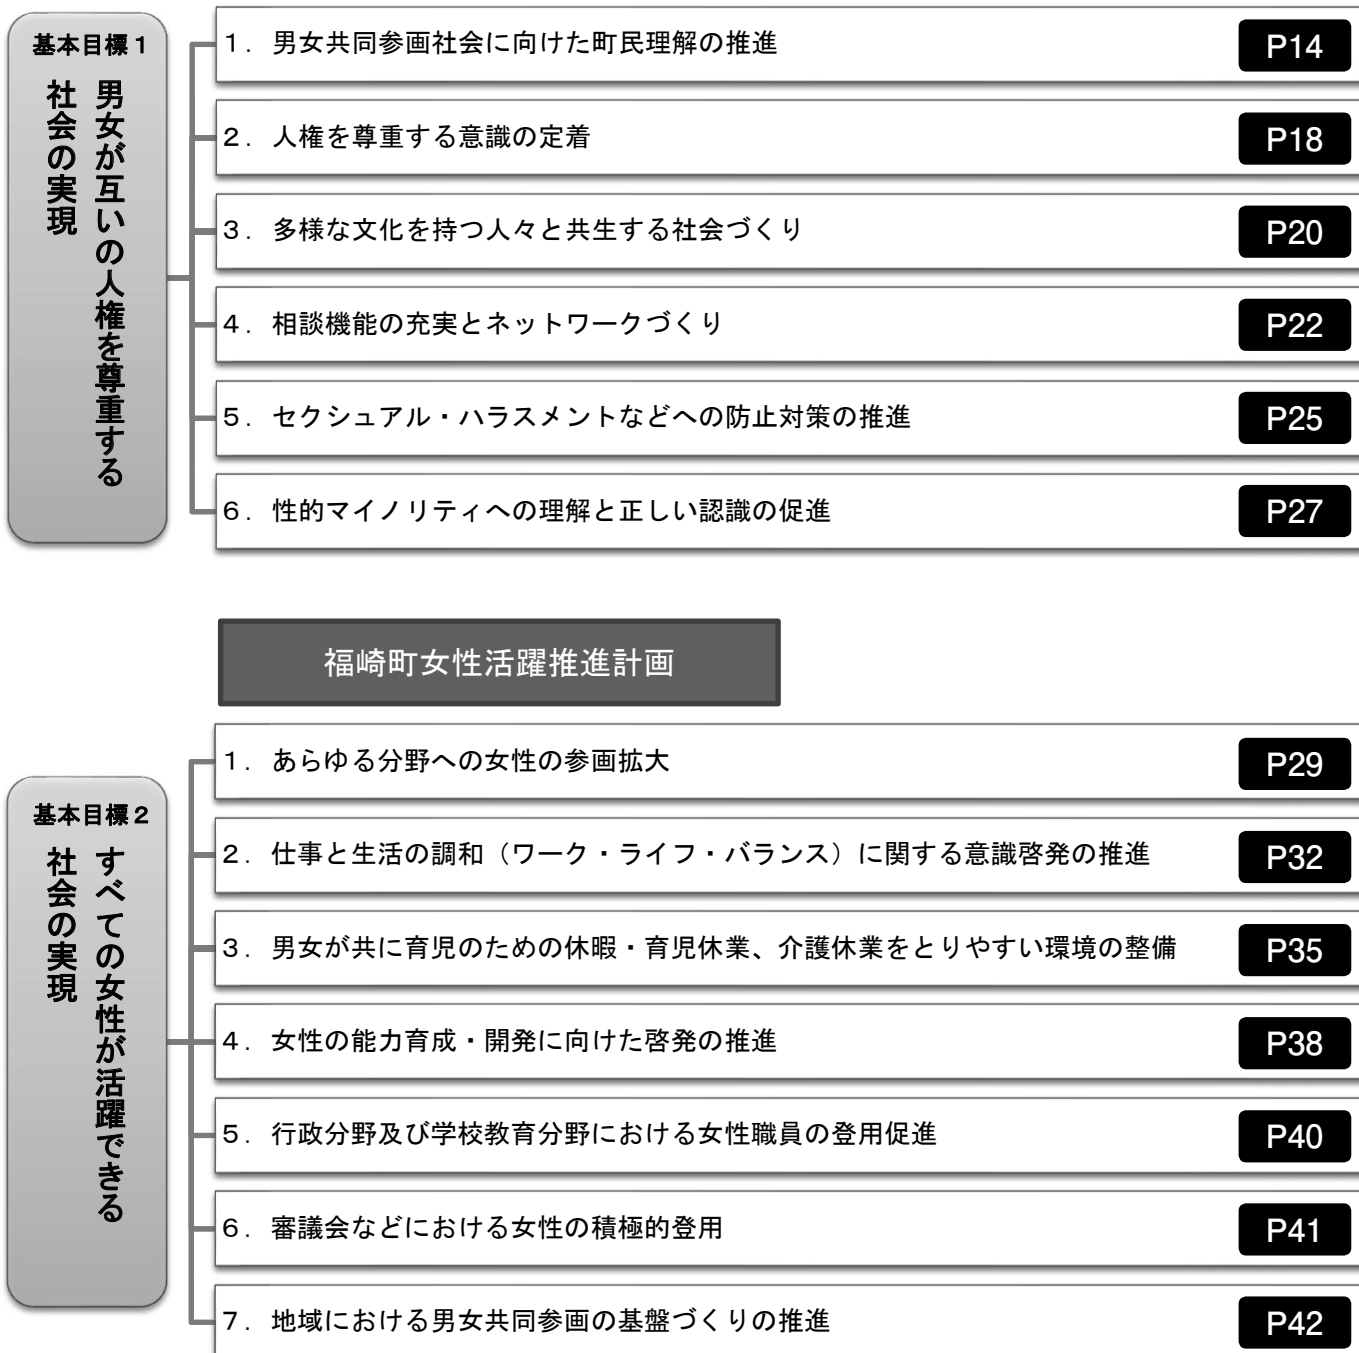 基本目標１
男女が互いの人権を尊重する
社会の実現
１．男女共同参画社会に向けた町民理解の推進 P14
２．人権を尊重する意識の定着 P18
３．多様な文化を持つ人々と共生する社会づくり P20
４．相談機能の充実とネットワークづくり P22
５．セクシュアル・ハラスメントなどへの防止対策の推進 P25
６．性的マイノリティへの理解と正しい認識の促進 P27
福崎町女性活躍推進計画
基本目標２
すべての女性が活躍できる
社会の実現
１．あらゆる分野への女性の参画拡大 P29
２．仕事と生活の調和（ワーク・ライフ・バランス）に関する意識啓発の推進 P32
３．男女が共に育児のための休暇・育児休業、介護休業をとりやすい環境の整備 P35
４．女性の能力育成・開発に向けた啓発の推進 P38
５．行政分野及び学校教育分野における女性職員の登用促進 P40
６．審議会などにおける女性の積極的登用 P41
７．地域における男女共同参画の基盤づくりの推進 P42